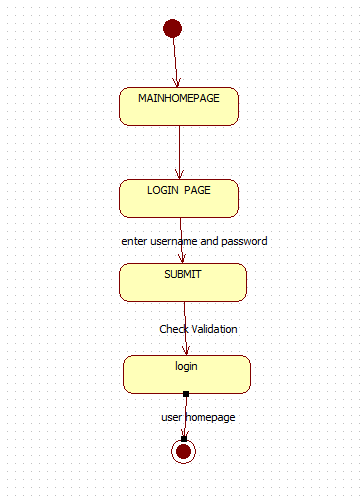 MAINHOMEPAGE
LOGIN PAGE
enter username and password
SUBMIT
Check Validation
login
user homepage